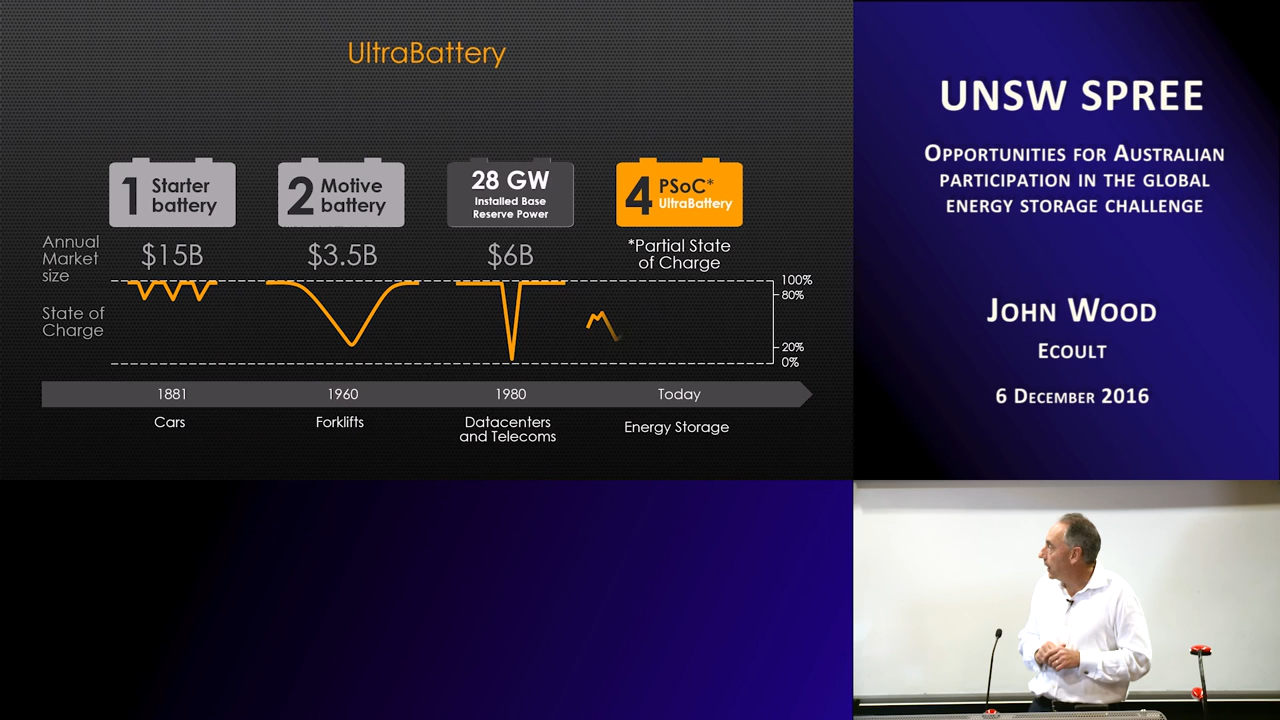 UltraBattery
1 Starter battery
2 Motive battery
28 GW
Installed Base
Reserve Power
4 PSoC*
UltraBattery
Annual
Market
size
$15B
$3.5B
$6B
*Partial State
of Charge
State of
Charge
100%
80%
20%
0%
1881
1960
1980
Today
Cars
Forklifts
Datacenters
and Telecoms
Energy Storage
UNSW SPREE
Opportunities for Australian
participation in the global
energy storage challenge
John Wood
Ecoult
6 December 2016